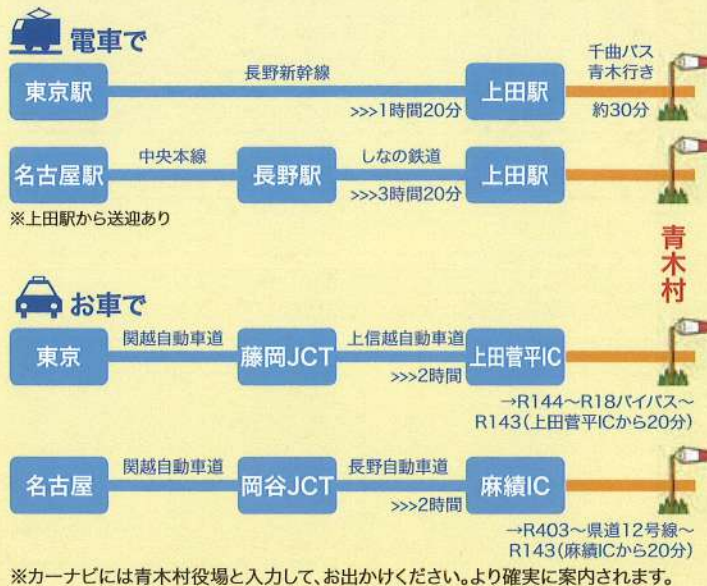 電車で
東京駅 長野新幹線 >>>1時間20分 上田駅 千曲バス
青木行き
約30分
名古屋駅 中央本線 長野駅 しなの鉄道 >>>3時間20分 上田駅
※上田駅から送迎あり
青木村
お車で
東京 関越自動車道 藤岡JCT 上信越自動車道 >>>2時間 上田菅平IC
→R144〜R18バイパス〜
R143(上田菅平ICから20分)
名古屋 関越自動車道 岡谷JCT 長野自動車道 >>>2時間 麻績IC
→R403〜県道12号線〜
R143(麻績ICから20分)
※カーナビには青木村役場と入力して、お出かけください。より確実に案内されます。